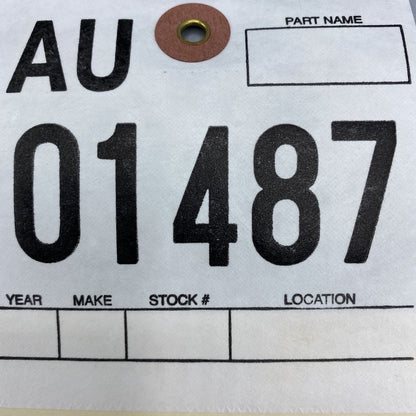 AU PART NAME
01487
YEAR MAKE STOCK # LOCATION